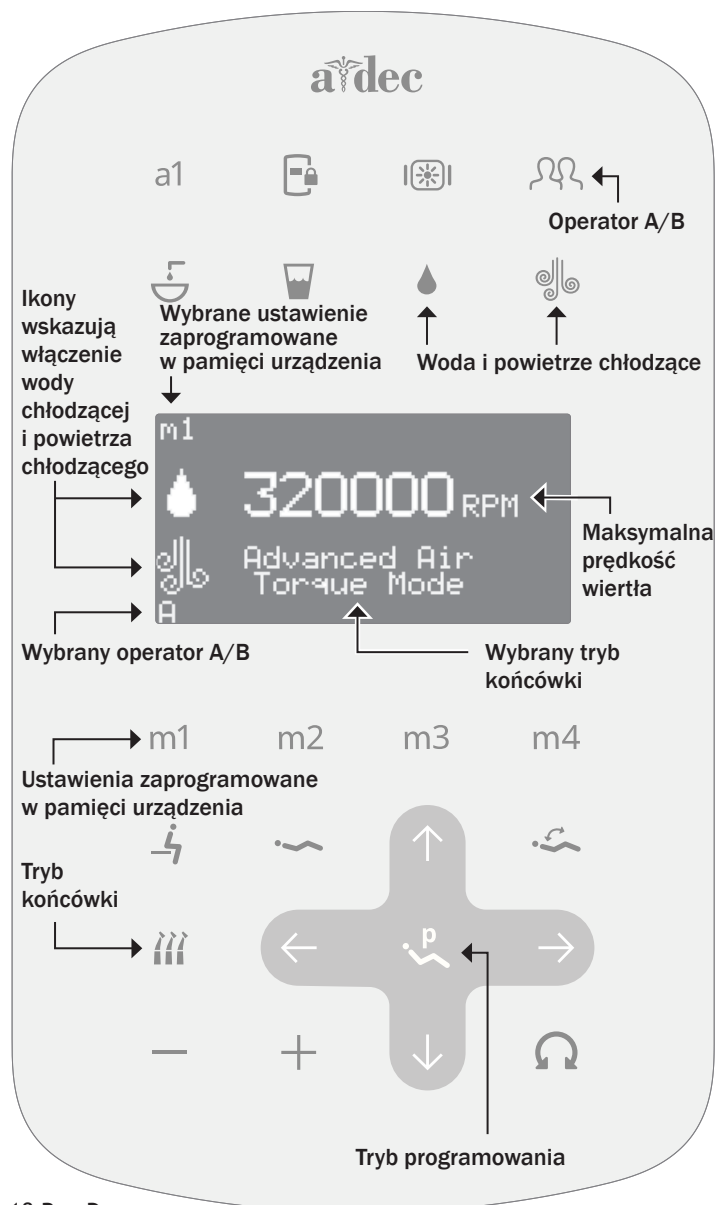 a dec
a1
Operator A/B
Ikony
wskazują
włączenie
wody
chłodzącej
i powietrza
chłodzącego
Wybrane ustawienie
zaprogramowane
w pamięci urządzenia
Woda i powietrze chłodzące
m1
320000 RPM
Advanced Air
Torque Mode
A
Maksymalna
prędkość
wiertła
Wybrany operator A/B
Wybrany tryb
końcówki
m1 m2 m3 m4
Ustawienia zaprogramowane
w pamięci urządzenia
Tryb
końcówki
p
Tryb programowania